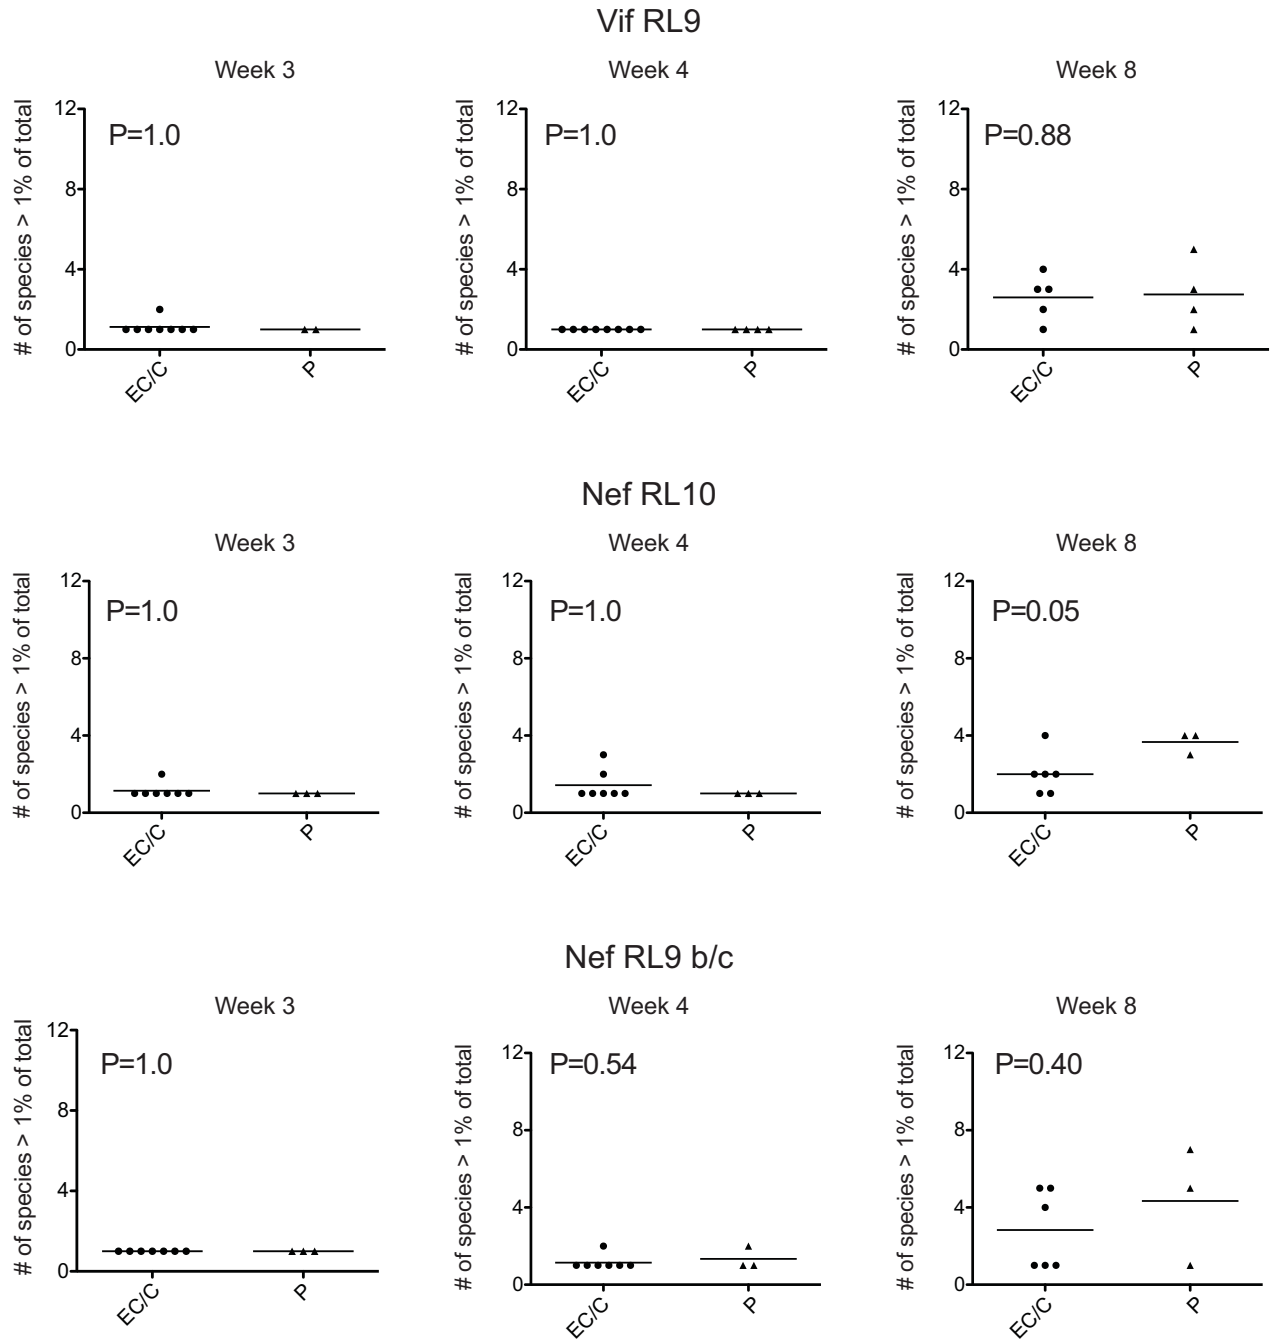 Vif RL9
Week 3
Week 4
Week 8
# of species > 1% of total
12
8
4
0
P=1.0
EC/C
P
# of species > 1% of total
12
8
4
0
P=1.0
EC/C
P
# of species > 1% of total
12
8
4
0
P=0.88
EC/C
P
Nef RL10
Week 3
Week 4
Week 8
# of species > 1% of total
12
8
4
0
P=1.0
EC/C
P
# of species > 1% of total
12
8
4
0
P=1.0
EC/C
P
# of species > 1% of total
12
8
4
0
P=0.05
EC/C
P
Nef RL9 b/c
Week 3
Week 4
Week 8
# of species > 1% of total
12
8
4
0
P=1.0
EC/C
P
# of species > 1% of total
12
8
4
0
P=0.54
EC/C
P
# of species > 1% of total
12
8
4
0
P=0.40
EC/C
P